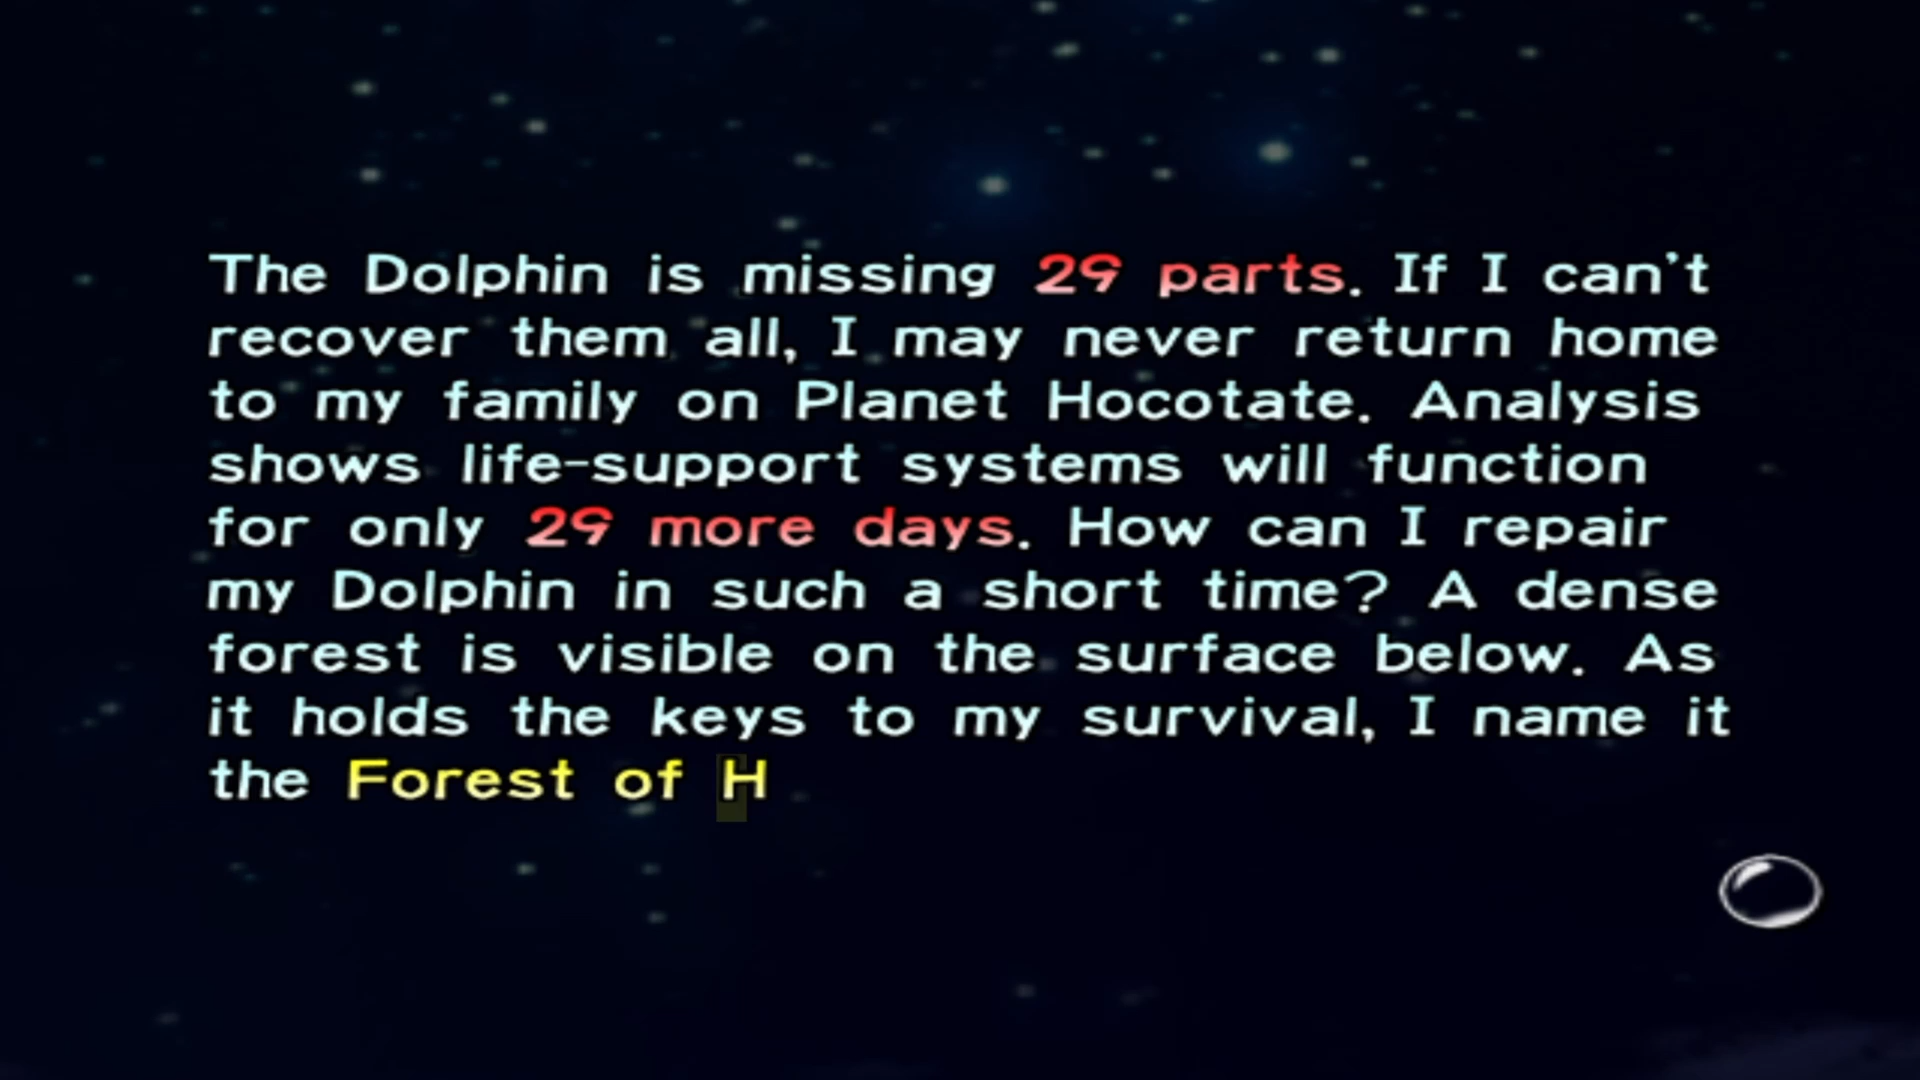 The Dolphin is missing 29 parts. If I can't
recover them all, I may never return home
to my family on Planet Hocotate. Analysis
shows life-support systems will function
for only 29 more days. How can I repair
my Dolphin in such a short time? A dense
forest is visible on the surface below. As
it holds the keys to my survival, I name it
the Forest of H